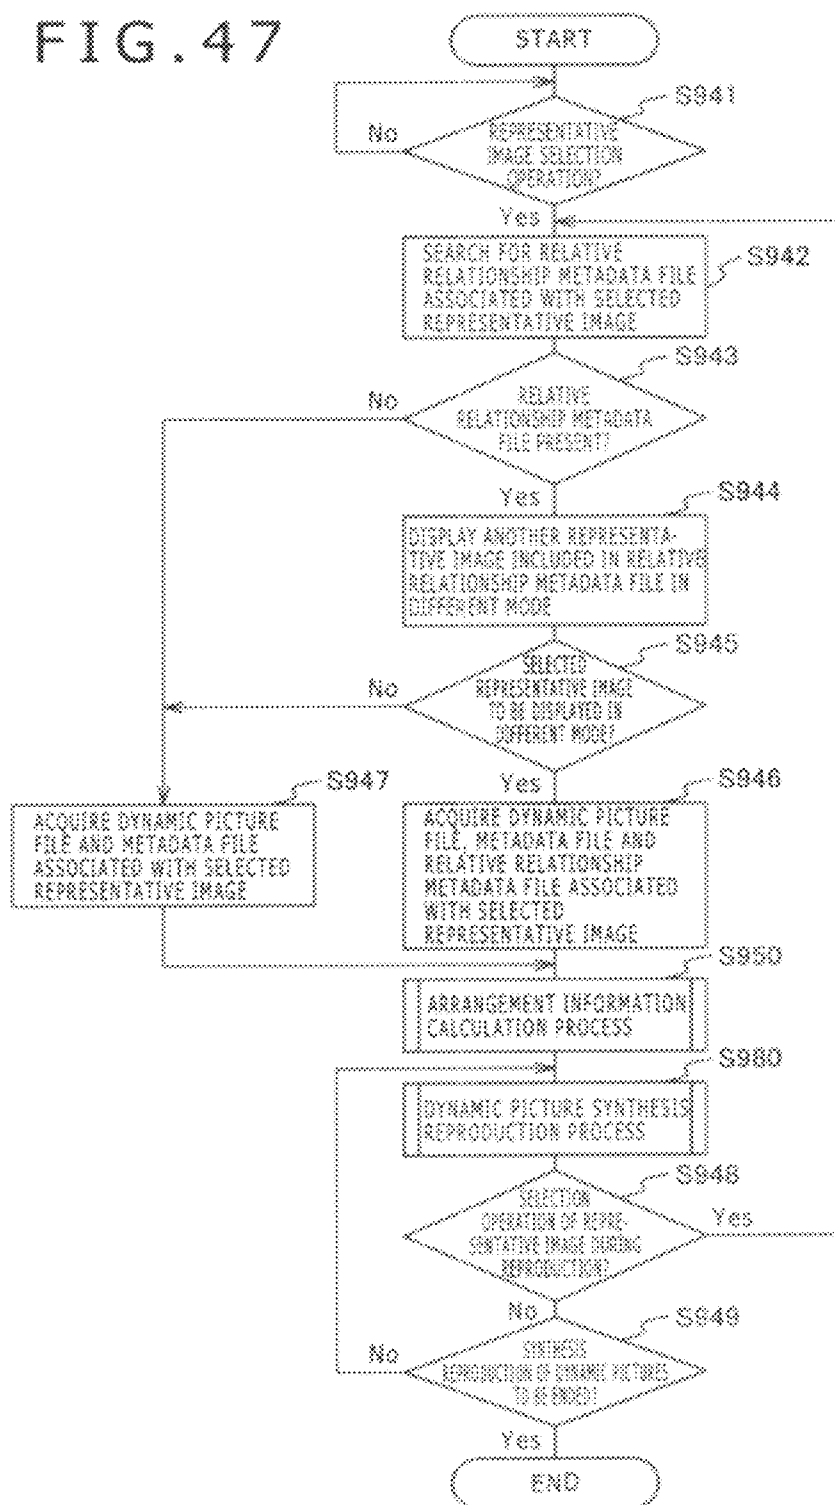 FIG.47
START
S941
No
REPRESENTATIVE
IMAGE SELECTION
OPERATION?
Yes
S942
SEARCH FOR RELATIVE
RELATIONSHIP METADATA FILE
ASSOCIATED WITH SELECTED
REPRESENTATIVE IMAGE
S943
No
RELATIVE
RELATIONSHIP METADATA
FILE PRESENT?
Yes
S944
DISPLAY ANOTHER REPRESENTA-
TIVE IMAGE INCLUDED IN RELATIVE
RELATIONSHIP METADATA FILE IN
DIFFERENT MODE
S945
No
SELECTED
REPRESENTATIVE IMAGE
TO BE DISPLAYED IN
DIFFERENT MODE?
Yes
S947
ACQUIRE DYNAMIC PICTURE
FILE AND METADATA FILE
ASSOCIATED WITH SELECTED
REPRESENTATIVE IMAGE
S946
ACQUIRE DYNAMIC PICTURE
FILE, METADATA FILE AND
RELATIVE RELATIONSHIP
METADATA FILE ASSOCIATED
WITH SELECTED
REPRESENTATIVE IMAGE
S950
ARRANGEMENT INFORMATION
CALCULATION PROCESS
S980
DYNAMIC PICTURE SYNTHESIS
REPRODUCTION PROCESS
S948
SELECTION
OPERATION OF REPRE-
SENTATIVE IMAGE DURING
REPRODUCTION?
Yes
No
S949
No
SYNTHESIS
REPRODUCTION OF DYNAMIC PICTURES
TO BE ENDED?
Yes
END